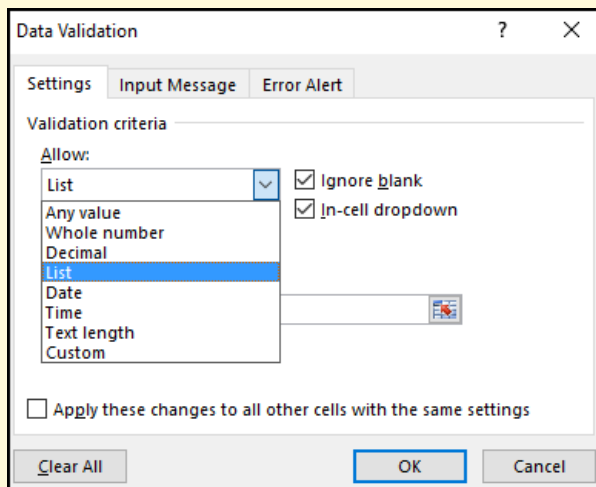 Data Validation ?
Settings Input Message Error Alert
Validation criteria
Allow:
List
Ignore blank
In-cell dropdown
Any value
Whole number
Decimal
List
Date
Time
Text length
Custom
Apply these changes to all other cells with the same settings
Clear All OK Cancel